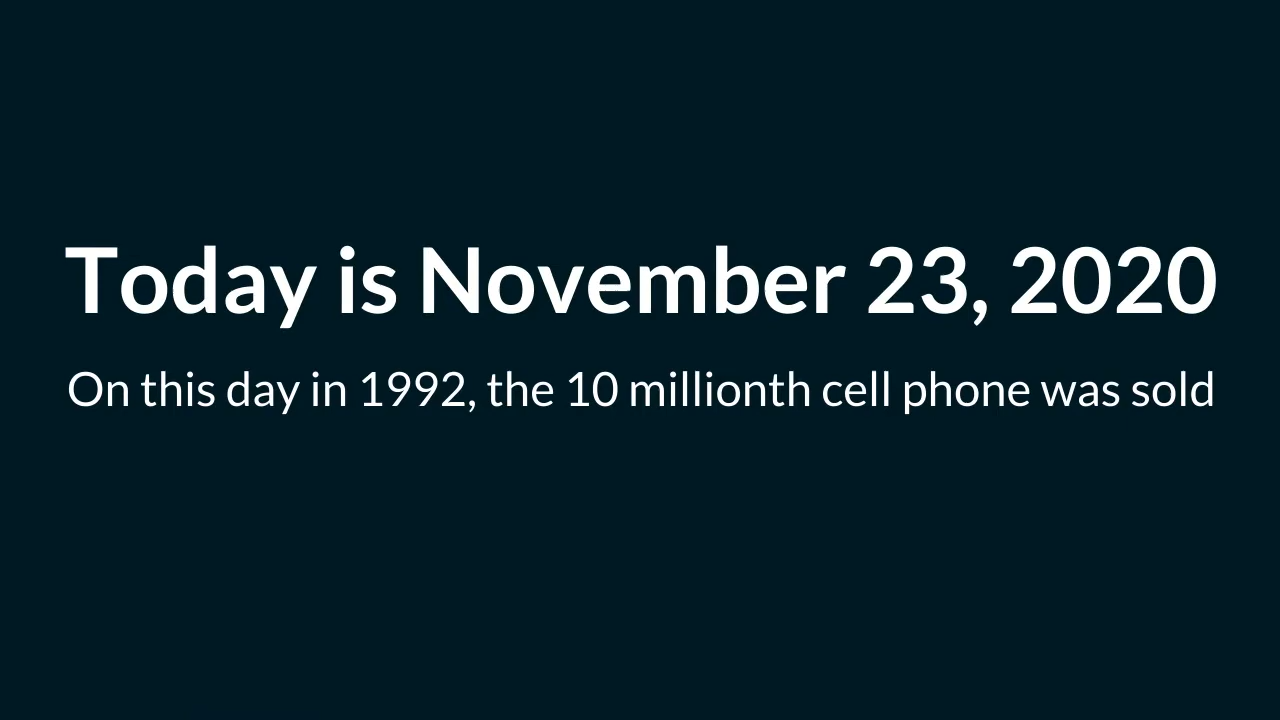 Today is November 23, 2020
On this day in 1992, the 10 millionth cell phone was sold